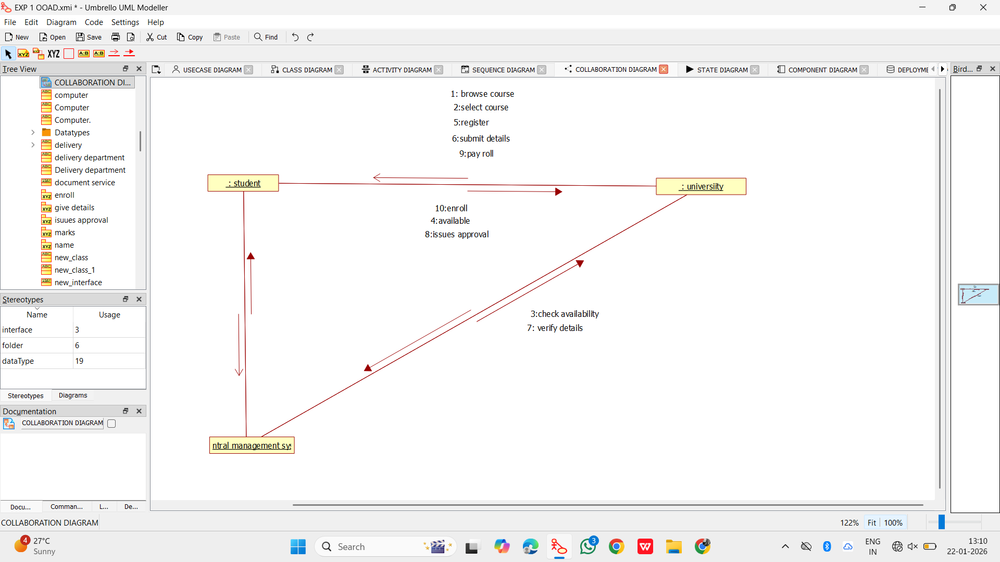 EXP 1 OOAD.xmi * - Umbrello UML Modeller
File Edit Diagram Code Settings Help
New Open Save Cut Copy Paste Find
XYZ XYZ XYZ A:B A:B
Tree View
USECASE DIAGRAM CLASS DIAGRAM ACTIVITY DIAGRAM SEQUENCE DIAGRAM COLLABORATION DIAGRAM STATE DIAGRAM COMPONENT DIAGRAM DEPLOYME
Bird...
COLLABORATION DI...
computer
Computer
Computer.
Datatypes
delivery
delivery department
Delivery department
document service
enroll
give details
isuues approval
marks
name
new_class
new_class_1
new_interface
1: browse course
2:select course
5:register
6:submit details
9:pay roll
: student
: universiity
10:enroll
4:available
8:issues approval
3:check availability
7: verify details
ntral management sys
Stereotypes
Name Usage
interface 3
folder 6
dataType 19
Stereotypes Diagrams
Documentation
COLLABORATION DIAGRAM
Docu... Comman... L... De...
COLLABORATION DIAGRAM
122% Fit 100%
4 27°C
Sunny
Search
3
W
ENG
IN
13:10
22-01-2026